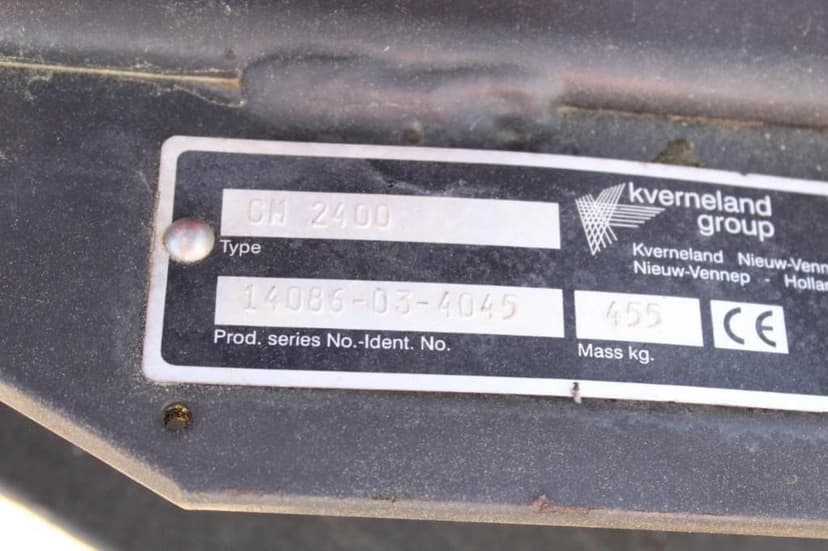 CM 2400
Type
kverneland
group
Kverneland Nieuw-Venn
Nieuw-Vennep - Hollan
14086-03-4045
Prod. series No.-Ident. No.
455
Mass kg.
CE